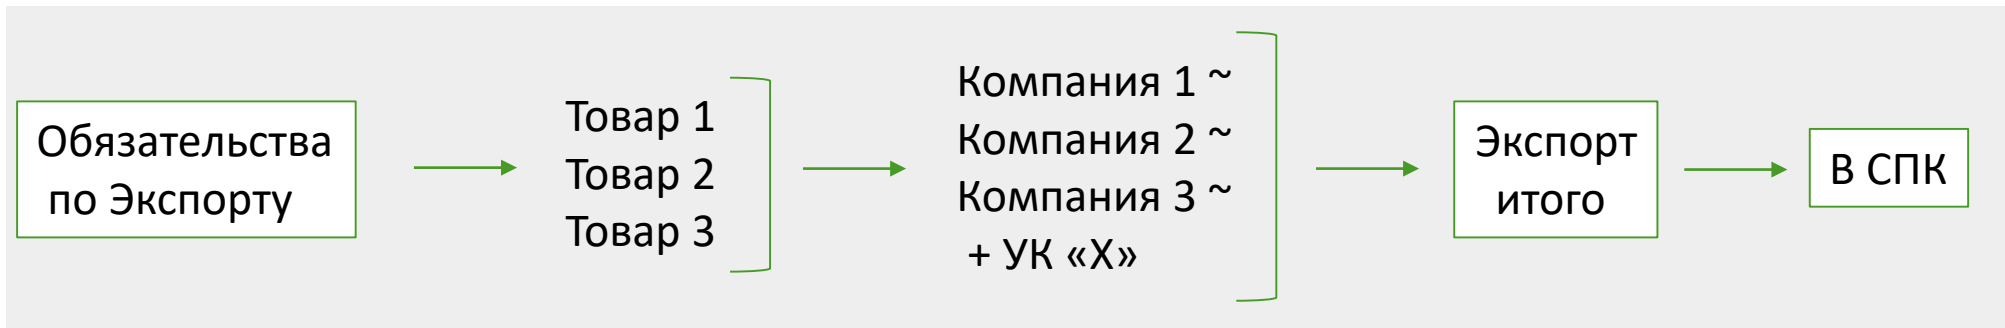 Обязательства
по Экспорту
Товар 1
Товар 2
Товар 3
Компания 1 ~
Компания 2 ~
Компания 3 ~
+ УК «Х»
Экспорт
итого
В СПК